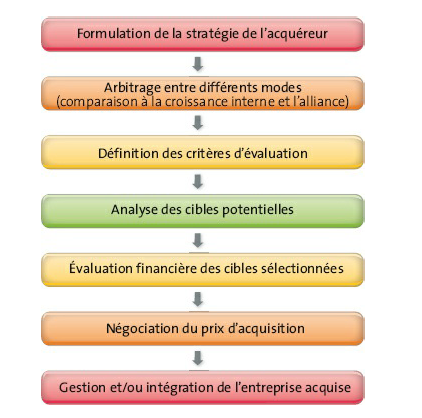 Formulation de la stratégie de l’acquéreur
Arbitrage entre différents modes
(comparaison à la croissance interne et l’alliance)
Définition des critères d’évaluation
Analyse des cibles potentielles
Évaluation financière des cibles sélectionnées
Négociation du prix d’acquisition
Gestion et/ou intégration de l’entreprise acquise